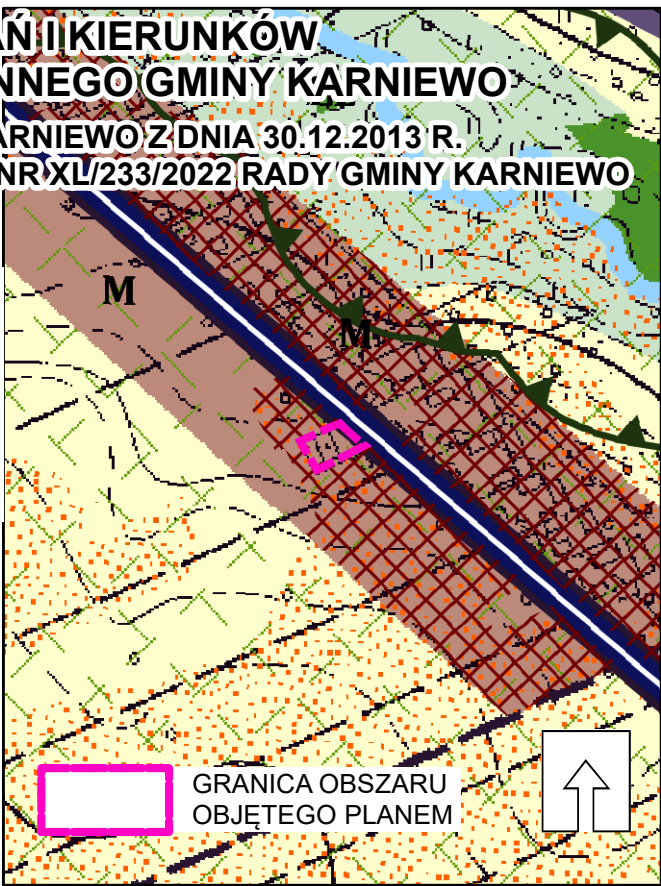 AŃ I KIERUNKÓW
NNEGO GMINY KARNIEWO
ARNIEWO Z DNIA 30.12.2013 R.
NR XL/233/2022 RADY GMINY KARNIEWO
M
M
GRANICA OBSZARU
OBJĘTEGO PLANEM